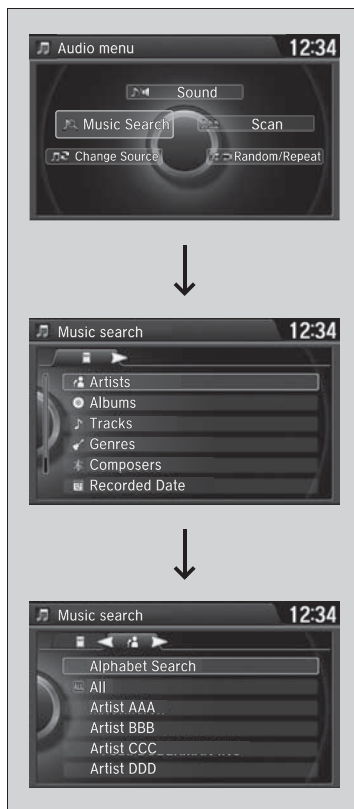 Audio menu 12:34
Sound
Music Search Scan
Change Source Random/Repeat
Music search 12:34
Artists
Albums
Tracks
Genres
Composers
Recorded Date
Music search 12:34
Alphabet Search
ALL All
Artist AAA
Artist BBB
Artist CCC
Artist DDD